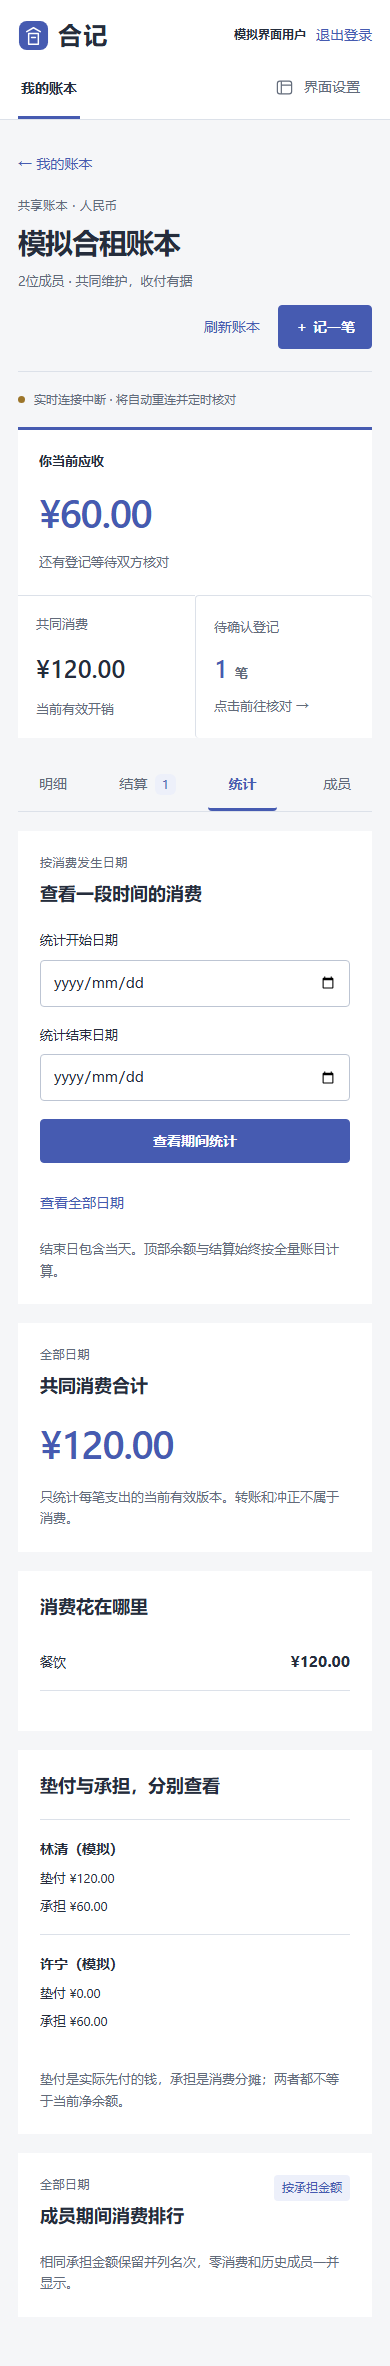 合记
模拟界面用户 退出登录
我的账本 界面设置
← 我的账本
共享账本 · 人民币
模拟合租账本
2位成员 · 共同维护，收付有据
刷新账本 + 记一笔
实时连接中断 · 将自动重连并定时核对
你当前应收
¥60.00
还有登记等待双方核对
共同消费
¥120.00
当前有效开销
待确认登记
1 笔
点击前往核对 →
明细 结算 1 统计 成员
按消费发生日期
查看一段时间的消费
统计开始日期
yyyy/mm/dd
统计结束日期
yyyy/mm/dd
查看期间统计
查看全部日期
结束日包含当天。顶部余额与结算始终按全量账目计
算。
全部日期
共同消费合计
¥120.00
只统计每笔支出的当前有效版本。转账和冲正不属于
消费。
消费花在哪里
餐饮 ¥120.00
垫付与承担，分别查看
林清（模拟）
垫付 ¥120.00
承担 ¥60.00
许宁（模拟）
垫付 ¥0.00
承担 ¥60.00
垫付是实际先付的钱，承担是消费分摊；两者都不等
于当前净余额。
全部日期 按承担金额
成员期间消费排行
相同承担金额保留并列名次，零消费和历史成员一并
显示。